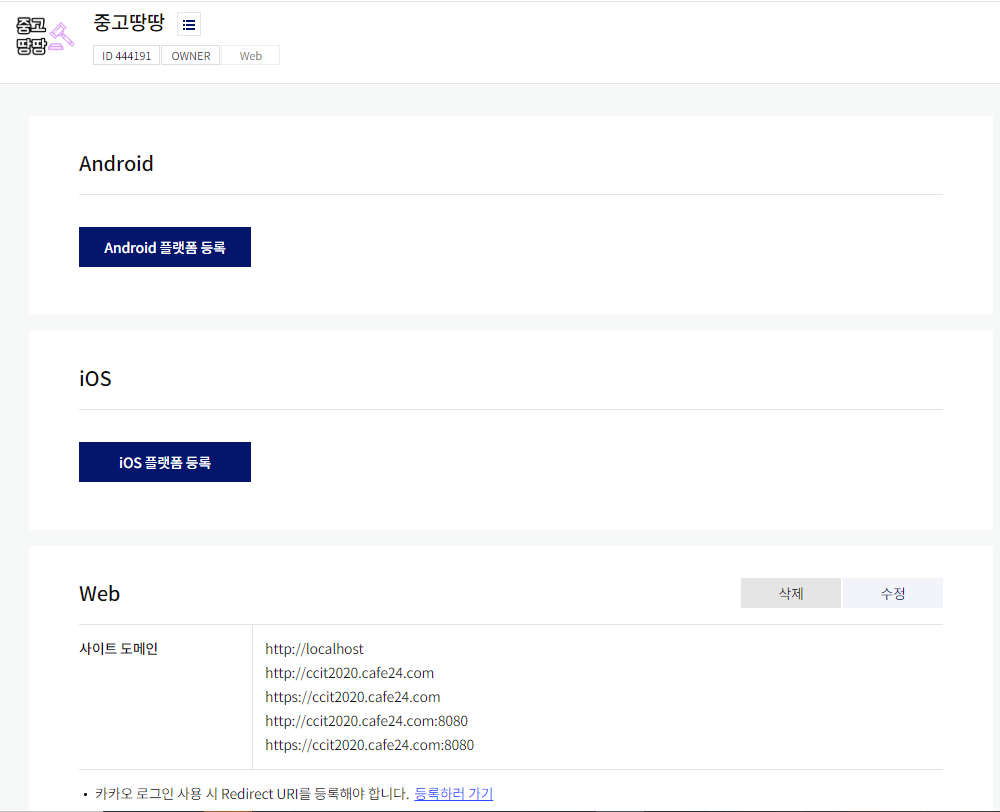 중고
땅땅
중고땅땅
ID 444191 OWNER Web
Android
Android 플랫폼 등록
iOS
iOS 플랫폼 등록
Web
삭제 수정
사이트 도메인
http://localhost
http://ccit2020.cafe24.com
https://ccit2020.cafe24.com
http://ccit2020.cafe24.com:8080
https://ccit2020.cafe24.com:8080
• 카카오 로그인 사용 시 Redirect URI를 등록해야 합니다. 등록하러 가기